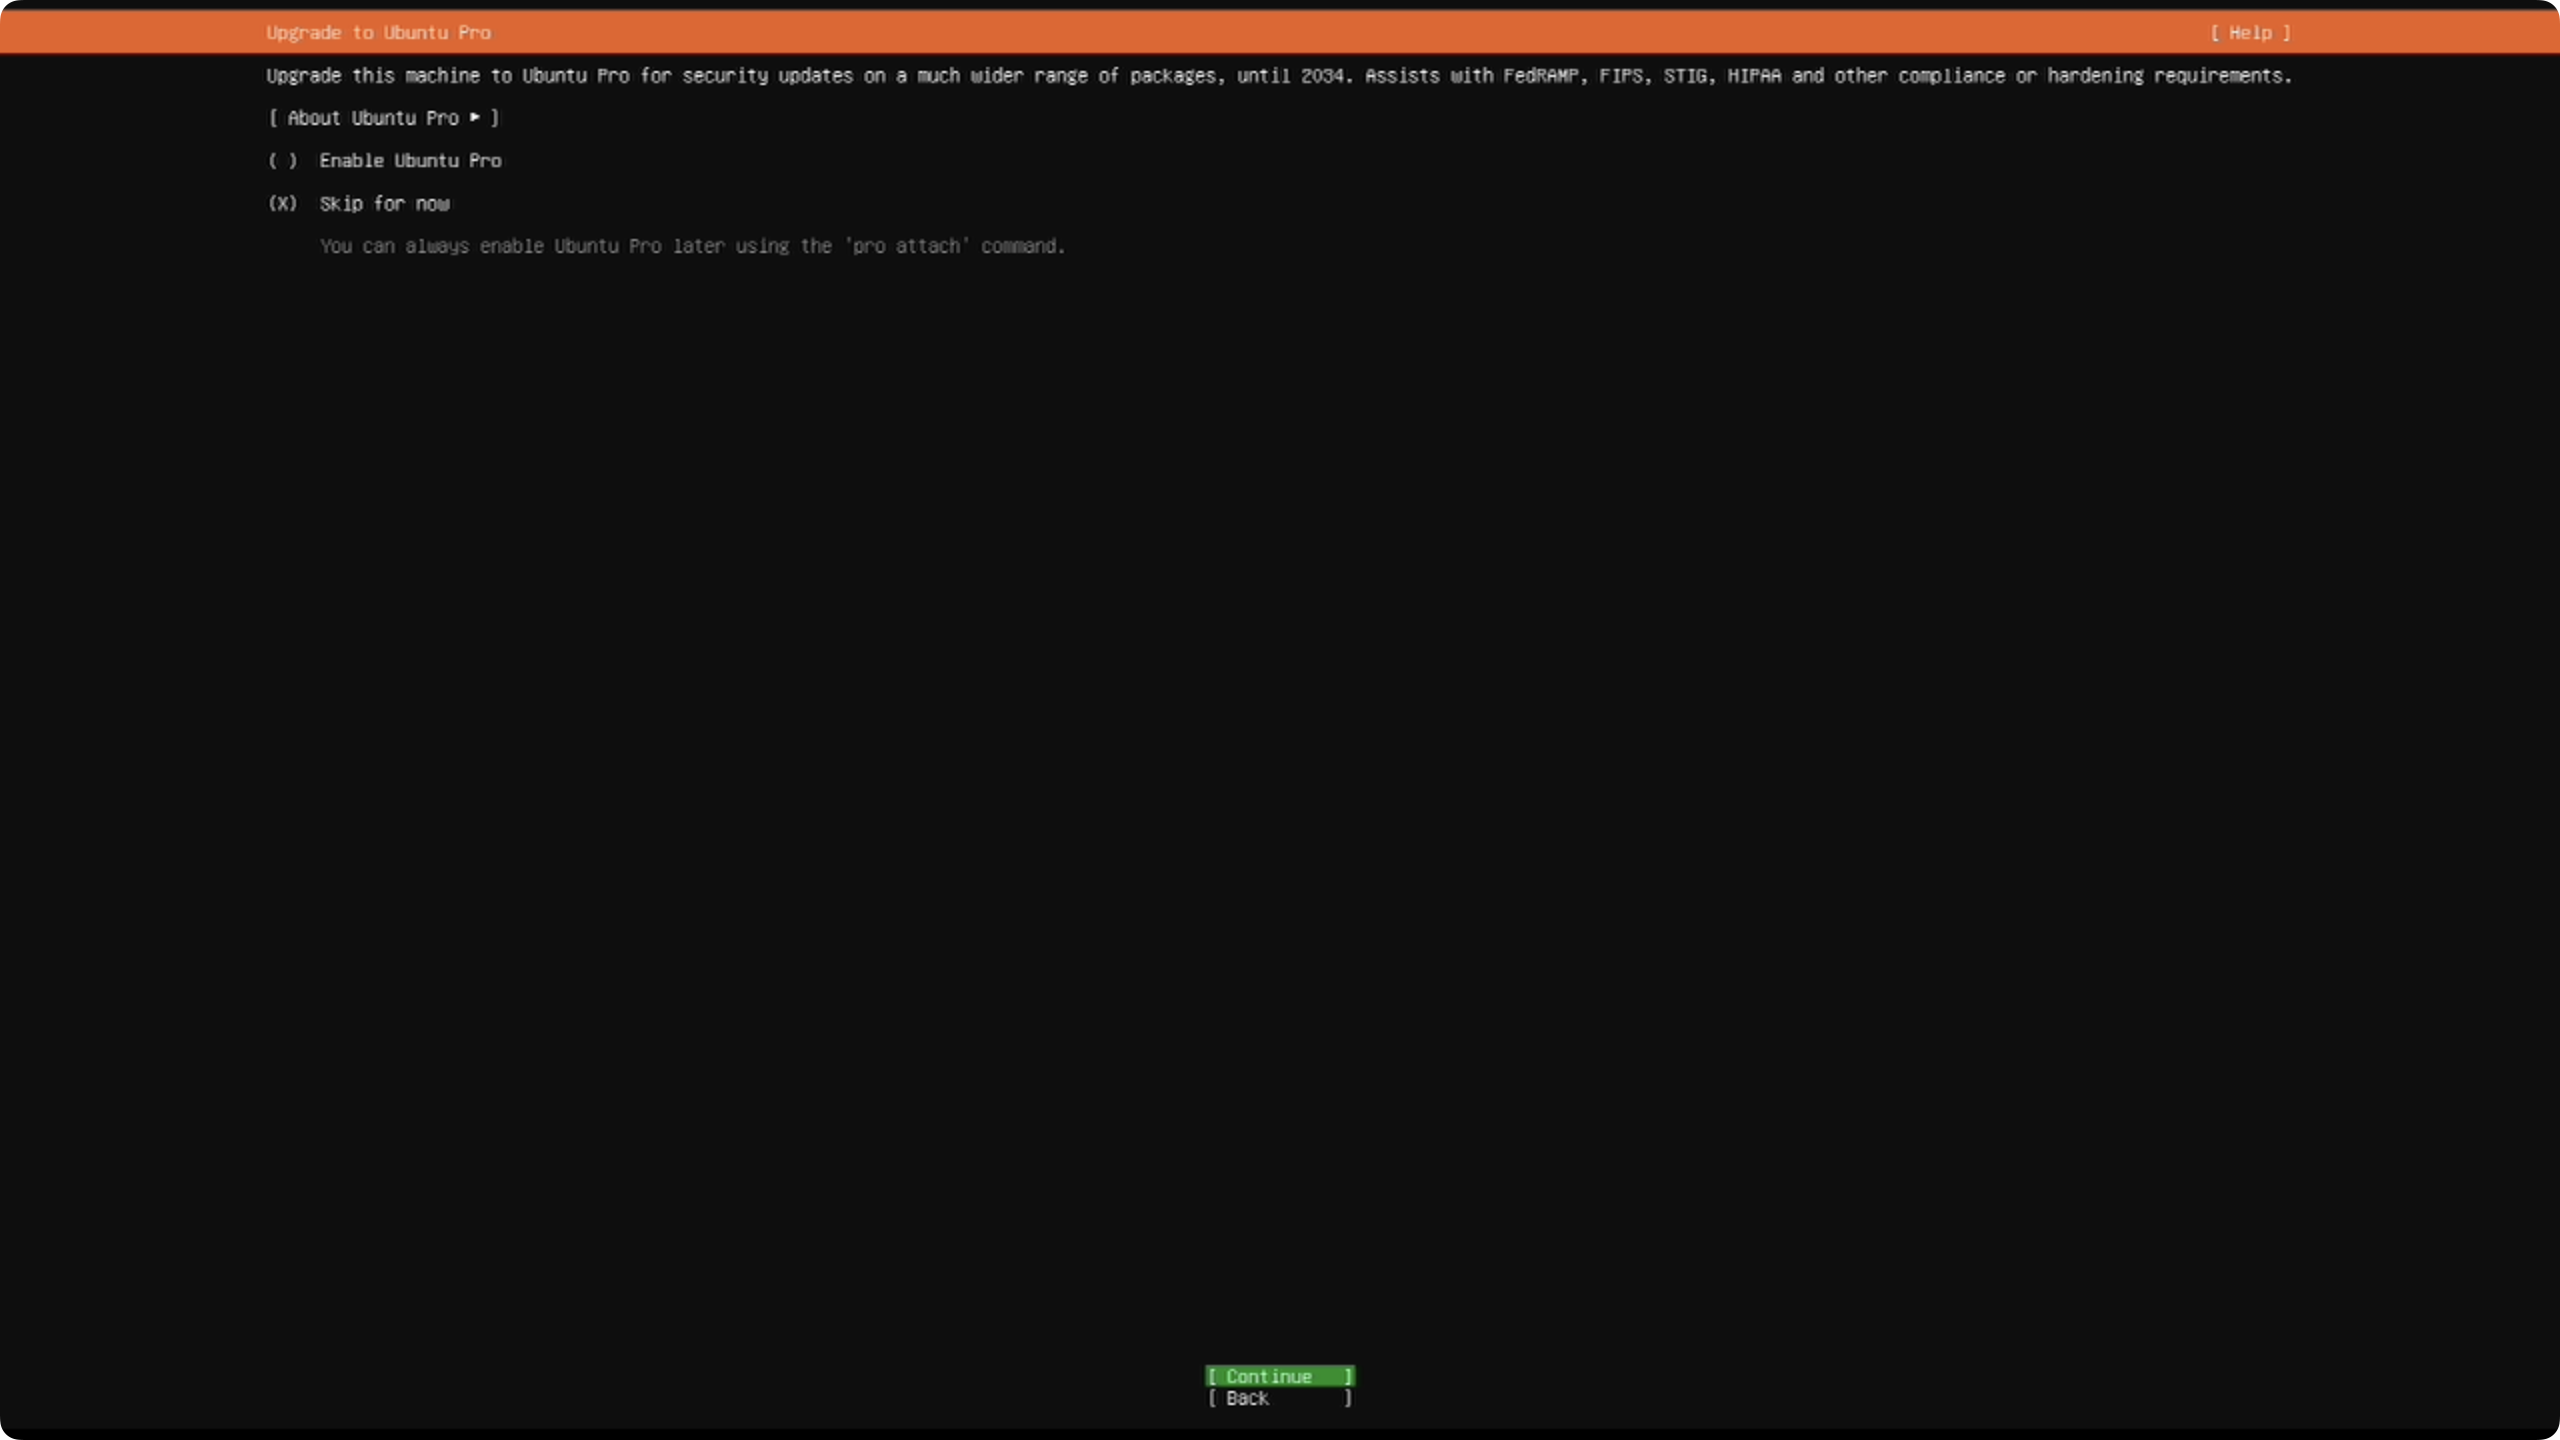 Upgrade to Ubuntu Pro [ Help ]
Upgrade this machine to Ubuntu Pro for security updates on a much wider range of packages, until 2034. Assists with FedRAMP, FIPS, STIG, HIPAA and other compliance or hardening requirements.
[ About Ubuntu Pro ▸ ]
( ) Enable Ubuntu Pro
(X) Skip for now
You can always enable Ubuntu Pro later using the 'pro attach' command.
[ Continue ]
[ Back ]